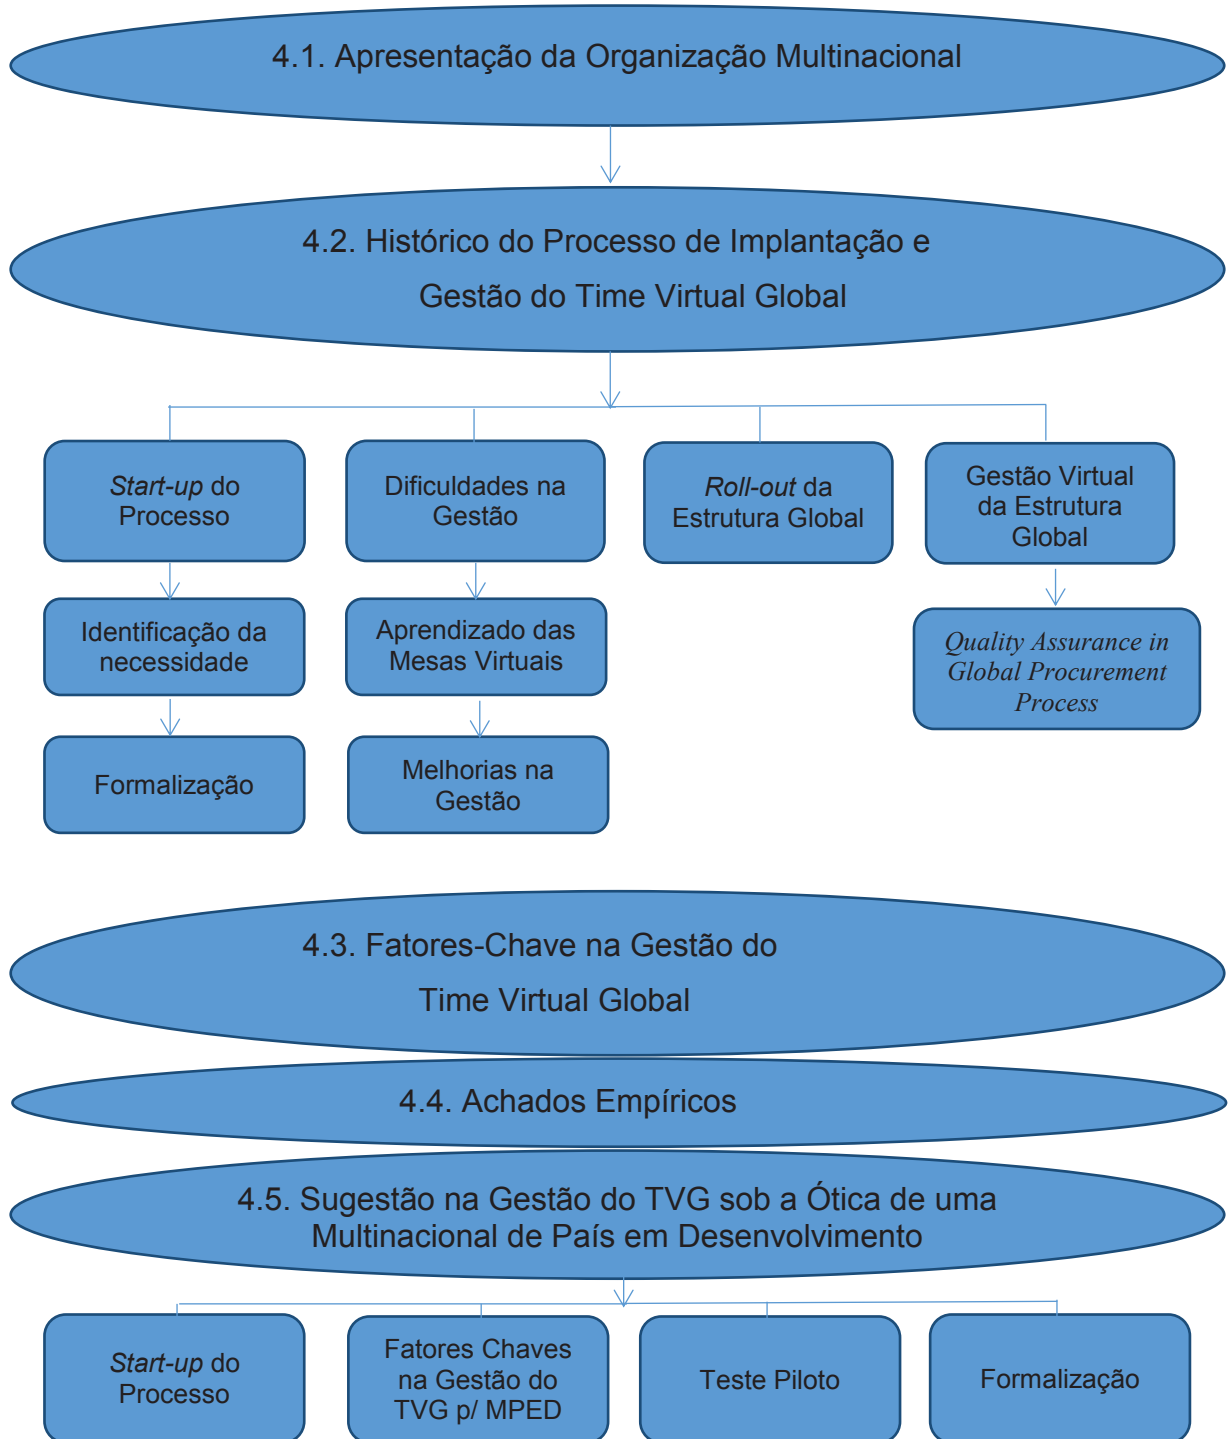 4.1. Apresentação da Organização Multinacional
4.2. Histórico do Processo de Implantação e
Gestão do Time Virtual Global
Start-up do
Processo
Dificuldades na
Gestão
Roll-out da
Estrutura Global
Gestão Virtual
da Estrutura
Global
Identificação da
necessidade
Aprendizado das
Mesas Virtuais
Quality Assurance in
Global Procurement
Process
Formalização
Melhorias na
Gestão
4.3. Fatores-Chave na Gestão do
Time Virtual Global
4.4. Achados Empíricos
4.5. Sugestão na Gestão do TVG sob a Ótica de uma
Multinacional de País em Desenvolvimento
Start-up do
Processo
Fatores Chaves
na Gestão do
TVG p/ MPED
Teste Piloto
Formalização